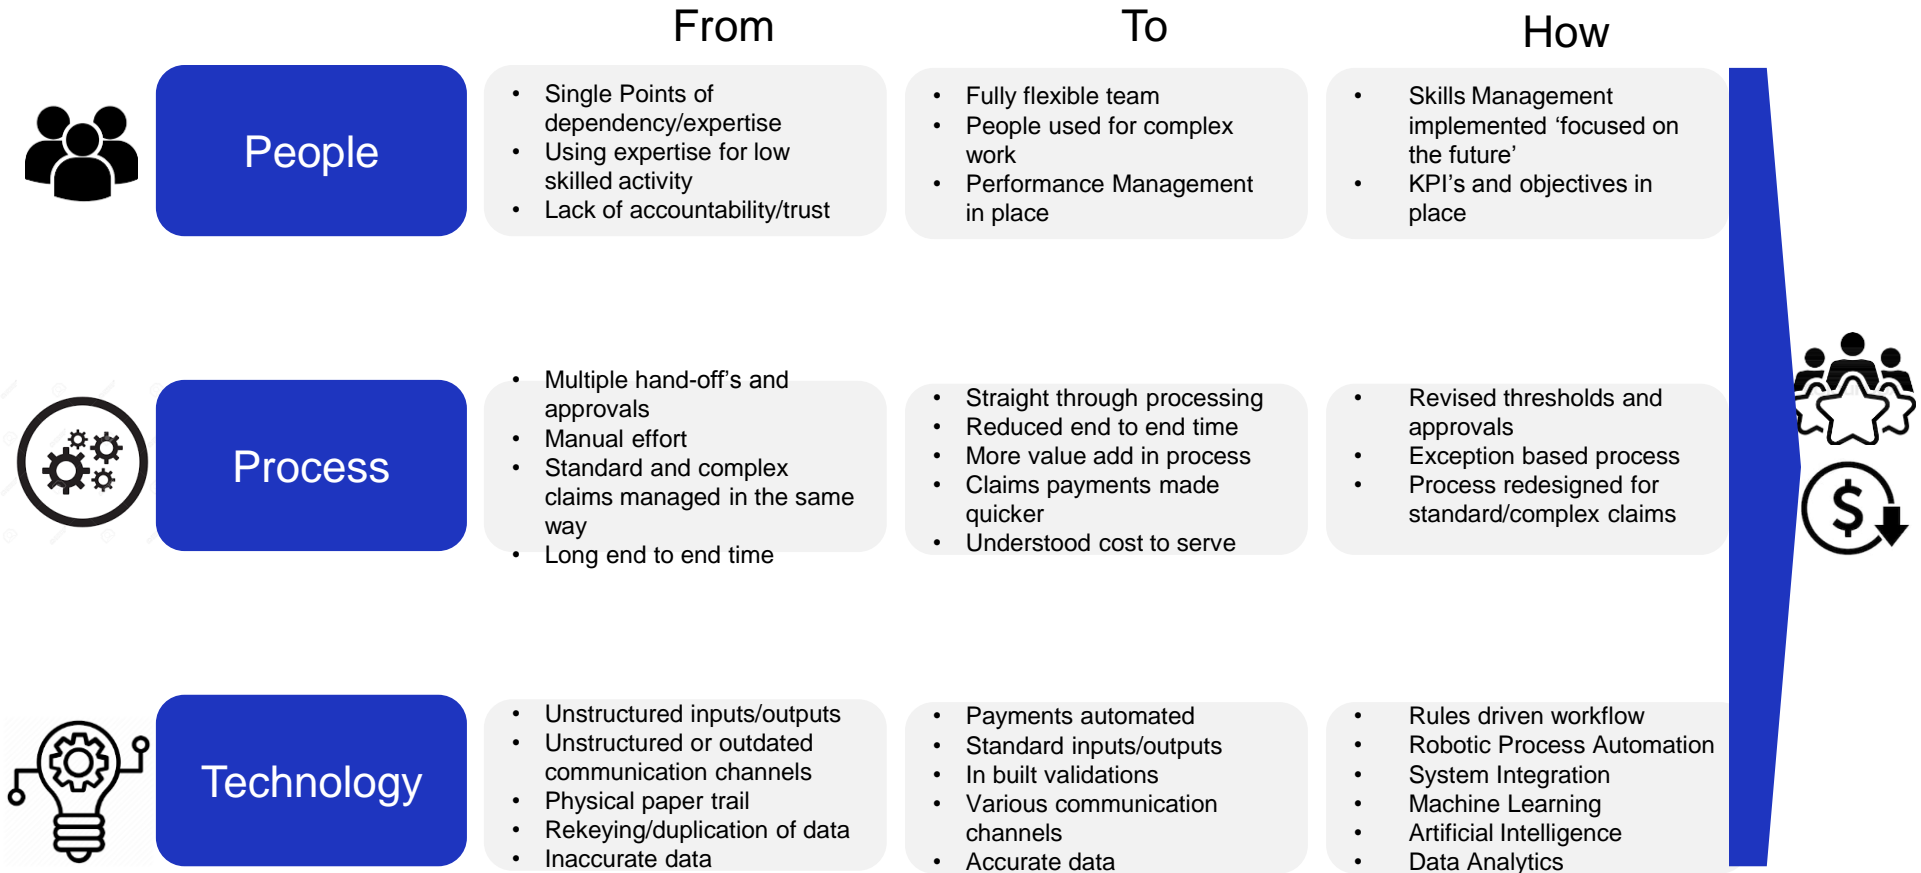 From
To
How
People
• Single Points of
dependency/expertise
• Using expertise for low
skilled activity
• Lack of accountability/trust
• Fully flexible team
• People used for complex
work
• Performance Management
in place
• Skills Management
implemented ‘focused on
the future’
• KPI’s and objectives in
place
Process
• Multiple hand-off’s and
approvals
• Manual effort
• Standard and complex
claims managed in the same
way
• Long end to end time
• Straight through processing
• Reduced end to end time
• More value add in process
• Claims payments made
quicker
• Understood cost to serve
• Revised thresholds and
approvals
• Exception based process
• Process redesigned for
standard/complex claims
$
Technology
• Unstructured inputs/outputs
• Unstructured or outdated
communication channels
• Physical paper trail
• Rekeying/duplication of data
• Inaccurate data
• Payments automated
• Standard inputs/outputs
• In built validations
• Various communication
channels
• Accurate data
• Rules driven workflow
• Robotic Process Automation
• System Integration
• Machine Learning
• Artificial Intelligence
• Data Analytics